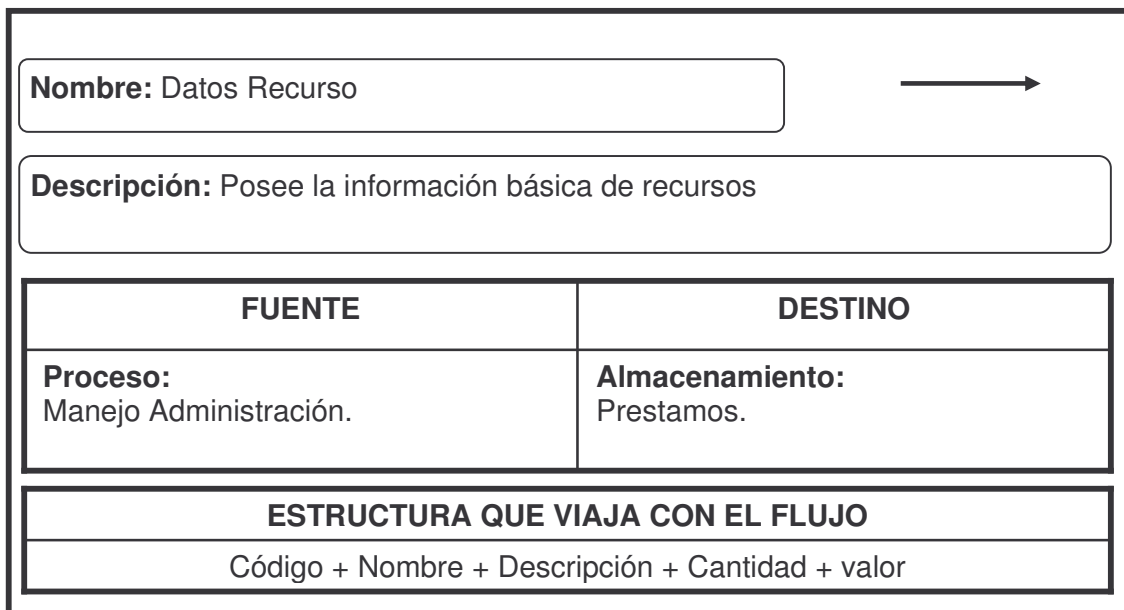 Nombre: Datos Recurso
Descripción: Posee la información básica de recursos
FUENTE
DESTINO
Proceso:
Manejo Administración.
Almacenamiento:
Prestamos.
ESTRUCTURA QUE VIAJA CON EL FLUJO
Código + Nombre + Descripción + Cantidad + valor